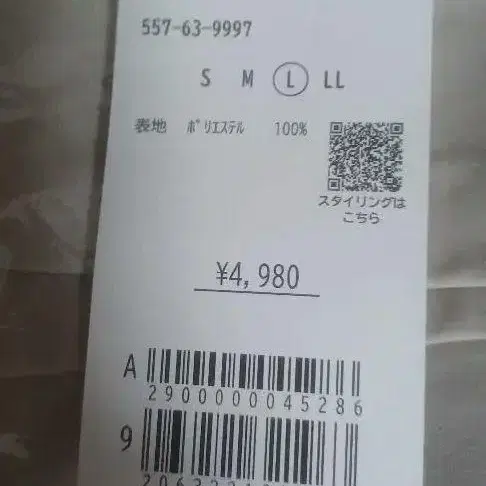 557-63-9997
S M L LL
表地 ﾎﾟﾘｴｽﾃﾙ 100%
スタイリングは
こちら
¥4,980
A
2900000045286
9